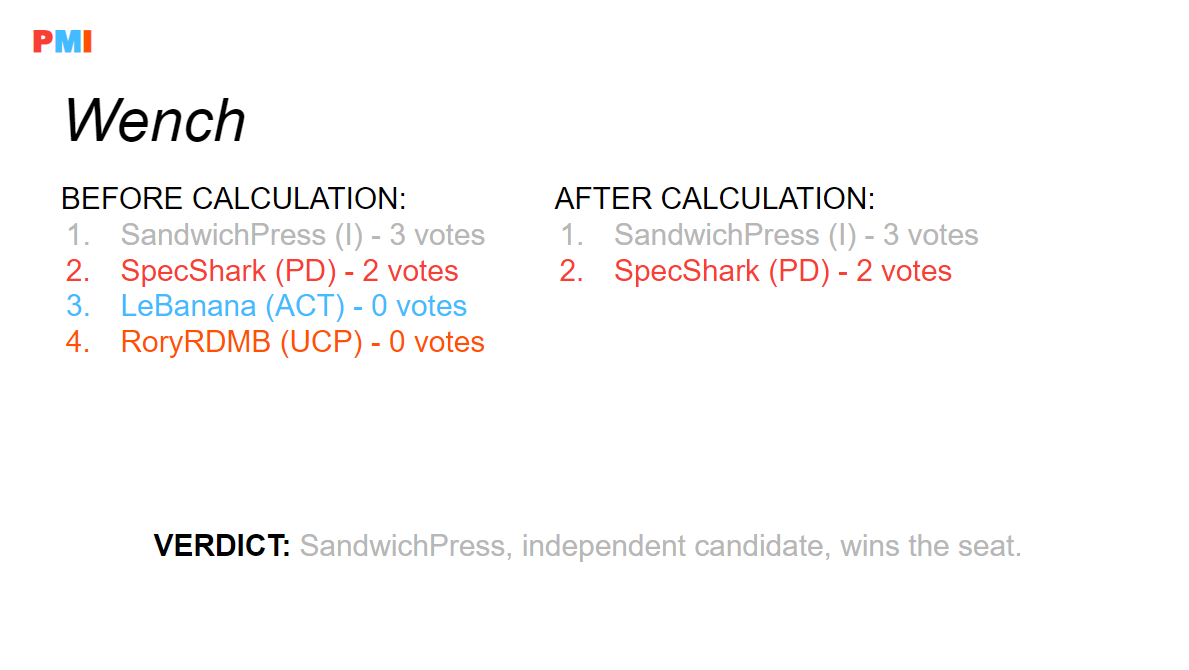 PMI
Wench
BEFORE CALCULATION:
1. SandwichPress (I) - 3 votes
2. SpecShark (PD) - 2 votes
3. LeBanana (ACT) - 0 votes
4. RoryRDMB (UCP) - 0 votes
AFTER CALCULATION:
1. SandwichPress (I) - 3 votes
2. SpecShark (PD) - 2 votes
VERDICT: SandwichPress, independent candidate, wins the seat.